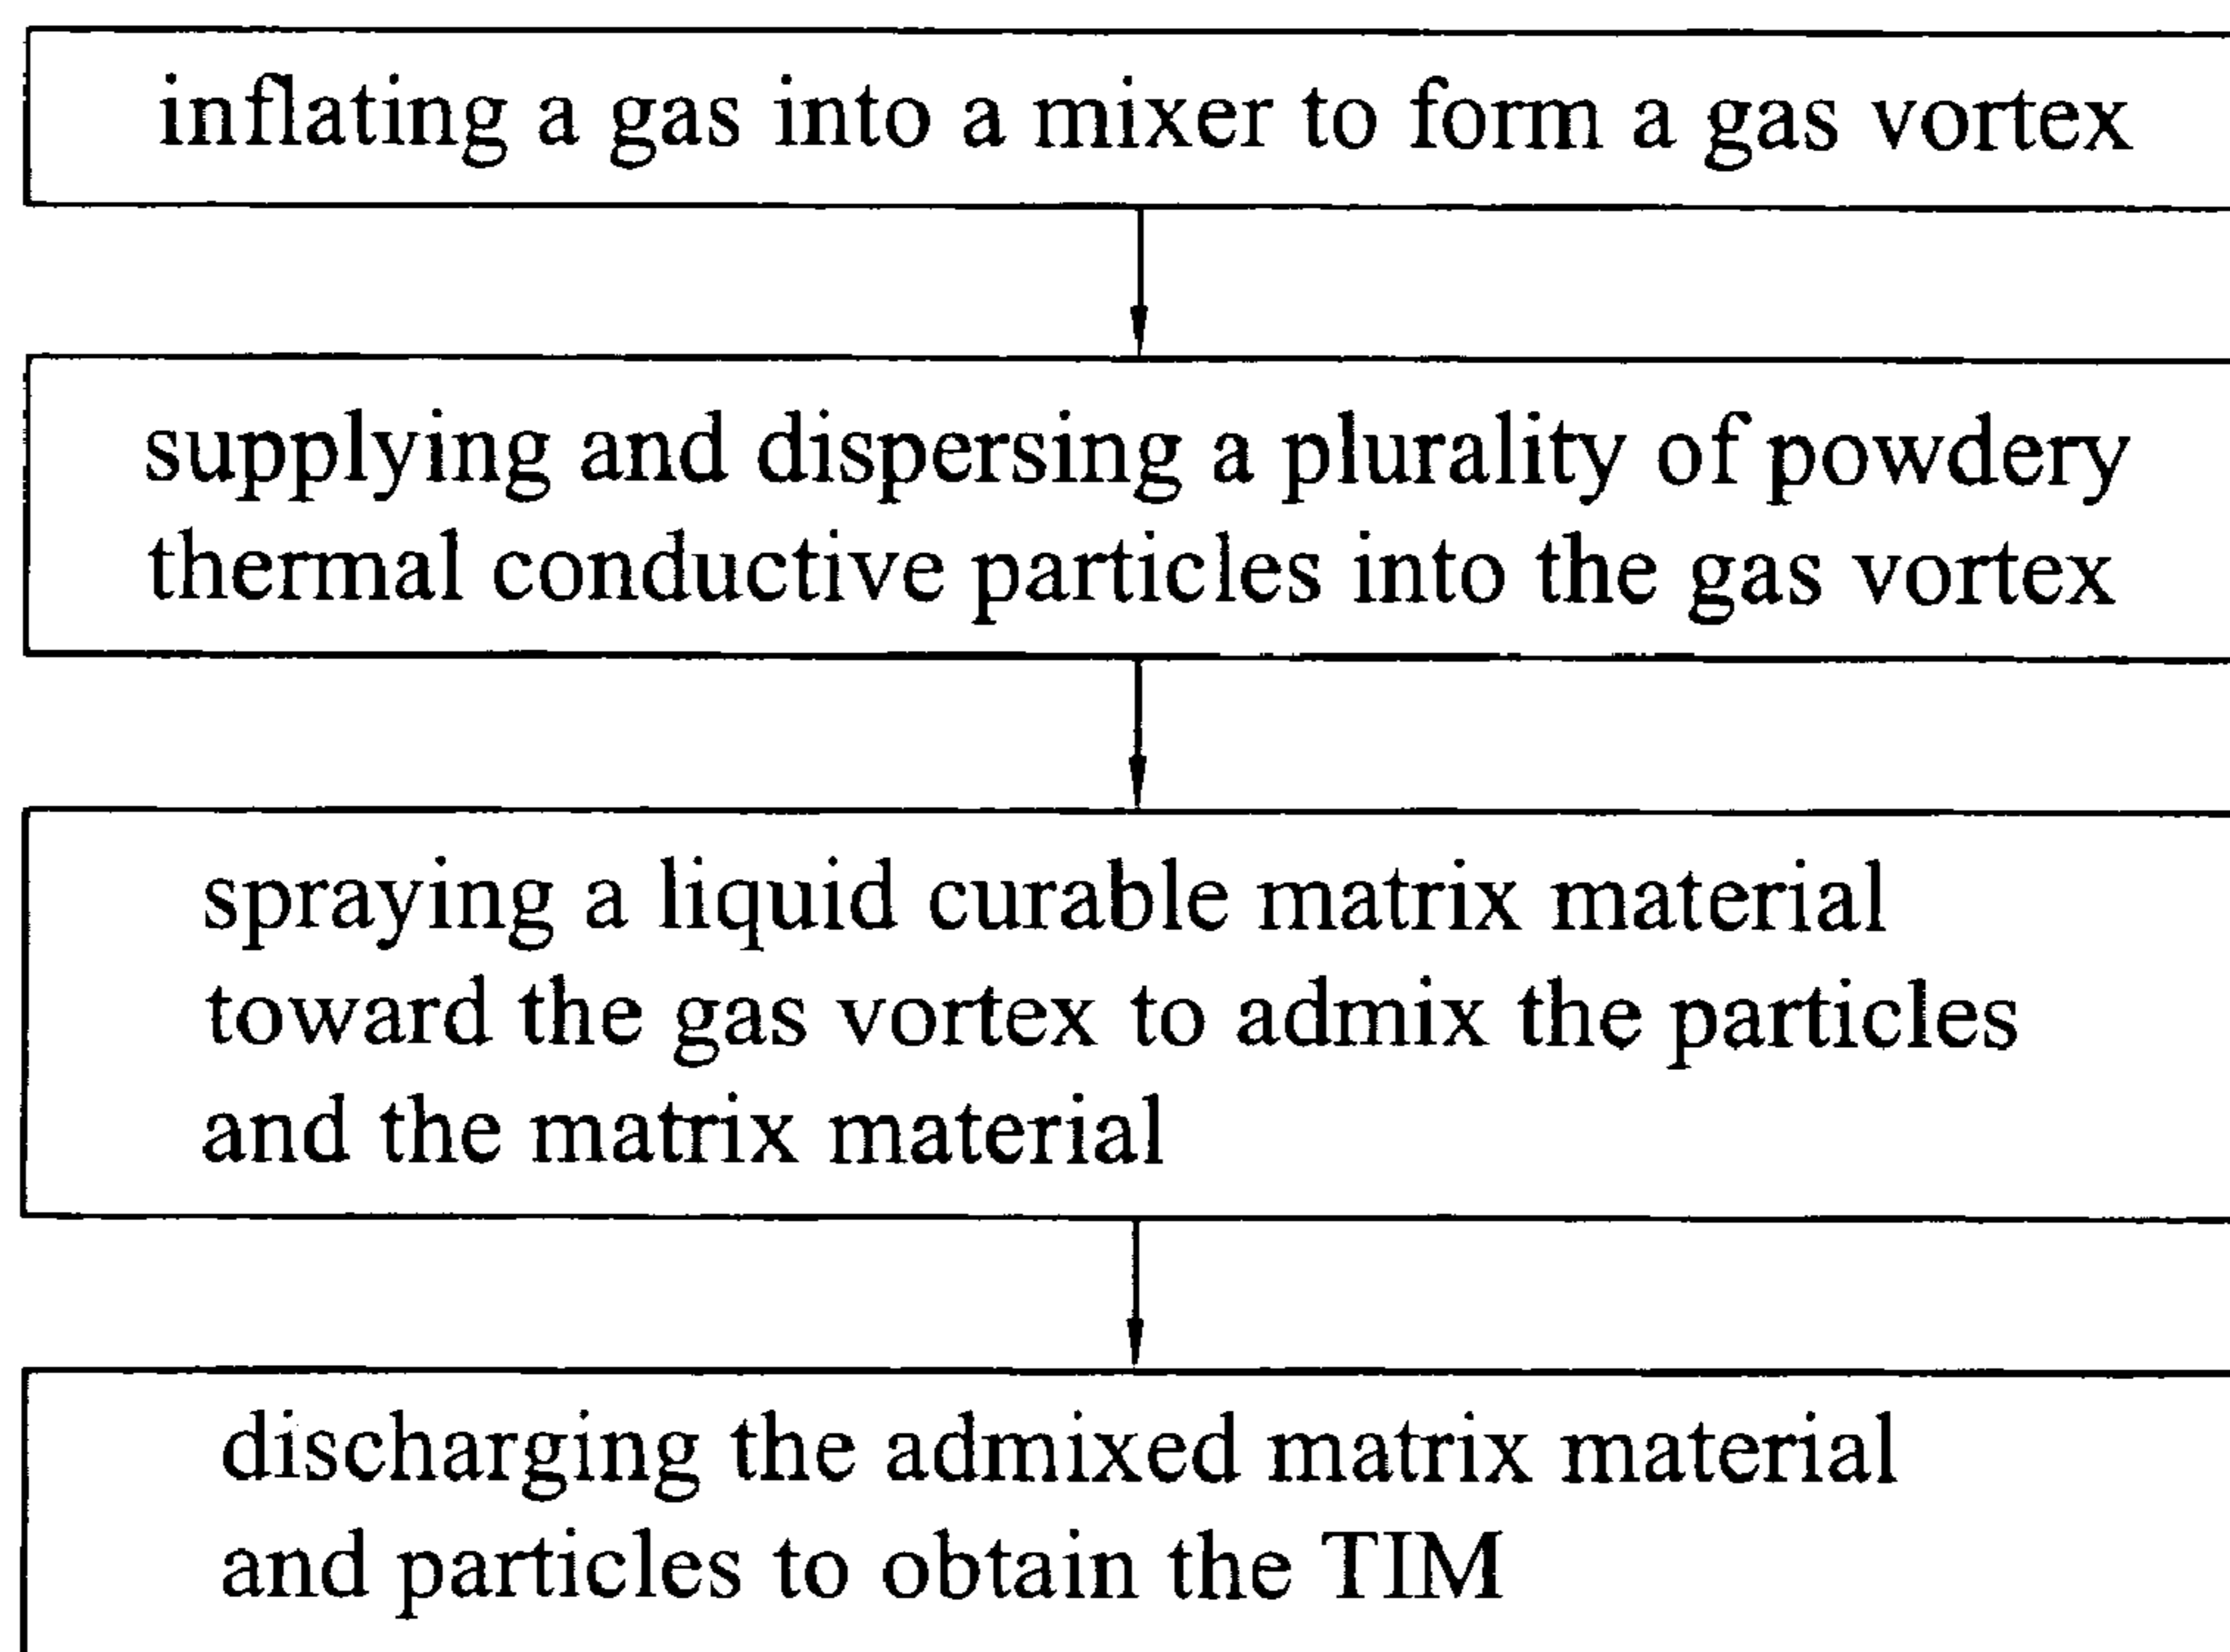 inflating a gas into a mixer to form a gas vortex
supplying and dispersing a plurality of powdery
thermal conductive particles into the gas vortex
spraying a liquid curable matrix material
toward the gas vortex to admix the particles
and the matrix material
discharging the admixed matrix material
and particles to obtain the TIM